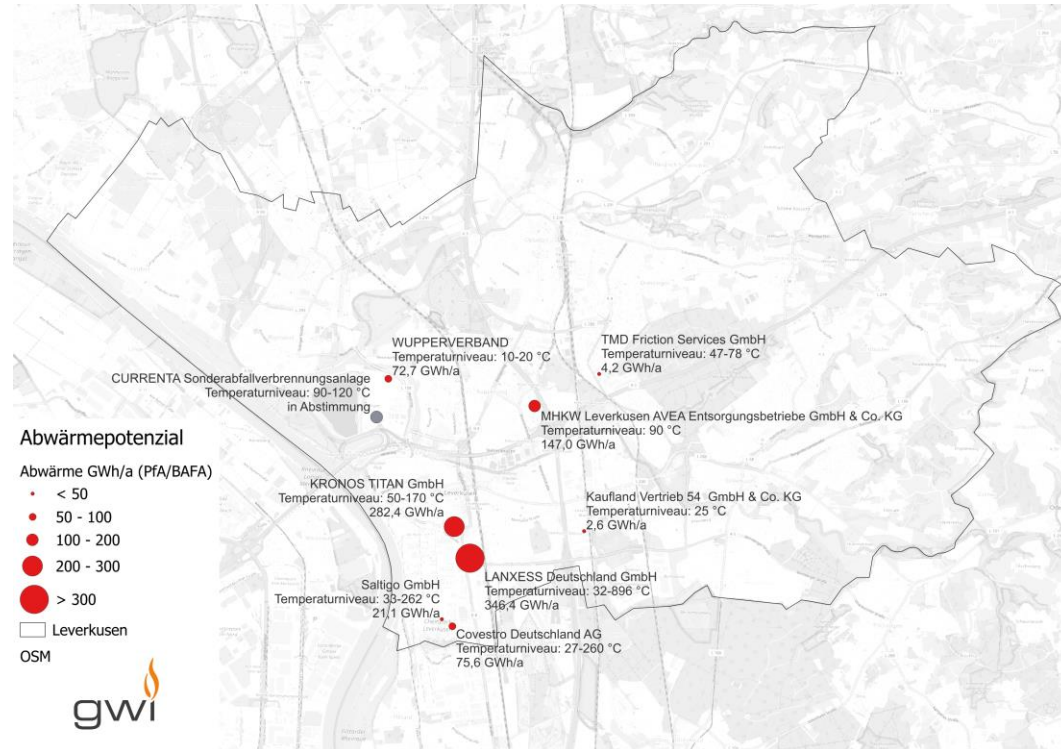 WUPPERVERBAND
Temperaturniveau: 10-20 °C
72,7 GWh/a
TMD Friction Services GmbH
Temperaturniveau: 47-78 °C
4,2 GWh/a
CURRENTA Sonderabfallverbrennungsanlage
Temperaturniveau: 90-120 °C
in Abstimmung
MHKW Leverkusen AVEA Entsorgungsbetriebe GmbH & Co. KG
Temperaturniveau: 90 °C
147,0 GWh/a
KRONOS TITAN GmbH
Temperaturniveau: 50-170 °C
282,4 GWh/a
Kaufland Vertrieb 54 GmbH & Co. KG
Temperaturniveau: 25 °C
2,6 GWh/a
LANXESS Deutschland GmbH
Temperaturniveau: 32-896 °C
346,4 GWh/a
Saltigo GmbH
Temperaturniveau: 33-262 °C
21,1 GWh/a
Covestro Deutschland AG
Temperaturniveau: 27-260 °C
75,6 GWh/a
Abwärmepotenzial
Abwärme GWh/a (PfA/BAFA)
< 50
50 - 100
100 - 200
200 - 300
> 300
Leverkusen
OSM
gwi